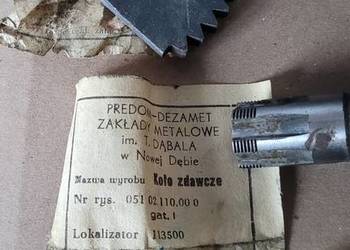 PREDOM-DEZAMET
ZAKŁADY METALOWE
im. T. DĄBALA
w Nowej Dębie
Nazwa wyrobu Koło zdawcze
Nr rys. 051 02 110.00 0
gat. I
Lokalizator 113500